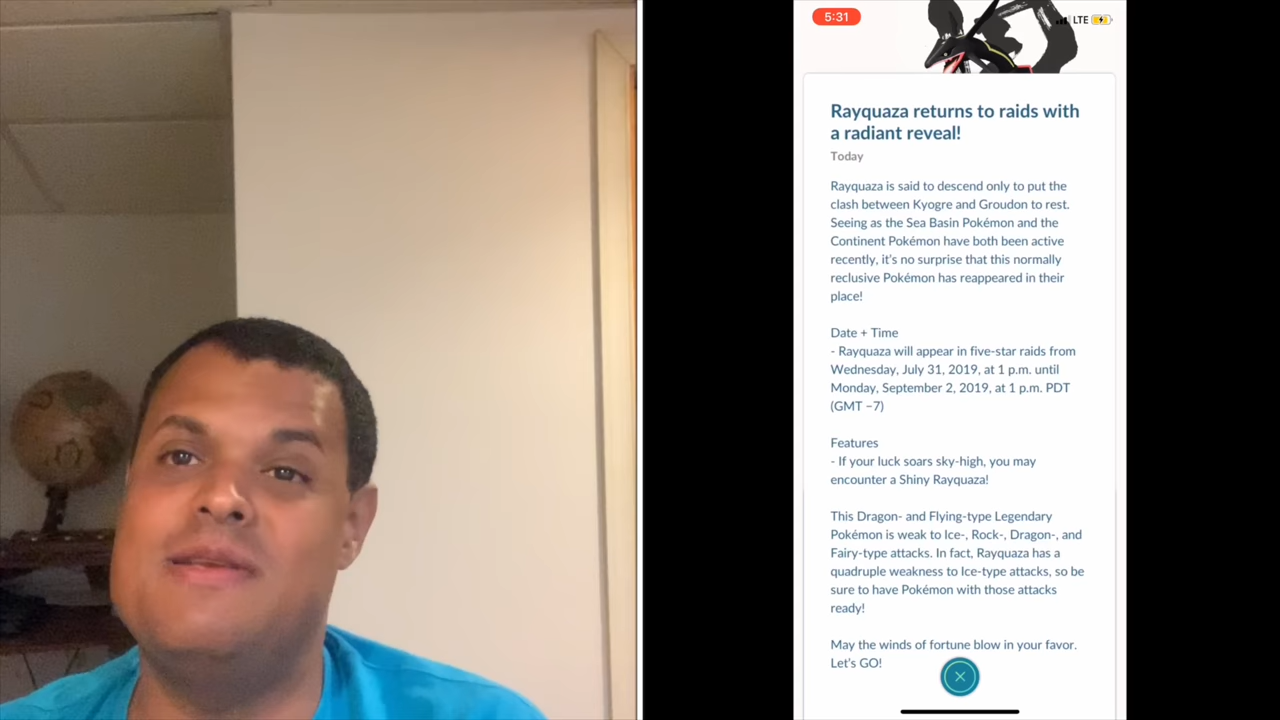 5:31
LTE
Rayquaza returns to raids with
a radiant reveal!
Today
Rayquaza is said to descend only to put the
clash between Kyogre and Groudon to rest.
Seeing as the Sea Basin Pokémon and the
Continent Pokémon have both been active
recently, it's no surprise that this normally
reclusive Pokémon has reappeared in their
place!
Date + Time
- Rayquaza will appear in five-star raids from
Wednesday, July 31, 2019, at 1 p.m. until
Monday, September 2, 2019, at 1 p.m. PDT
(GMT −7)
Features
- If your luck soars sky-high, you may
encounter a Shiny Rayquaza!
This Dragon- and Flying-type Legendary
Pokémon is weak to Ice-, Rock-, Dragon-, and
Fairy-type attacks. In fact, Rayquaza has a
quadruple weakness to Ice-type attacks, so be
sure to have Pokémon with those attacks
ready!
May the winds of fortune blow in your favor.
Let's GO!